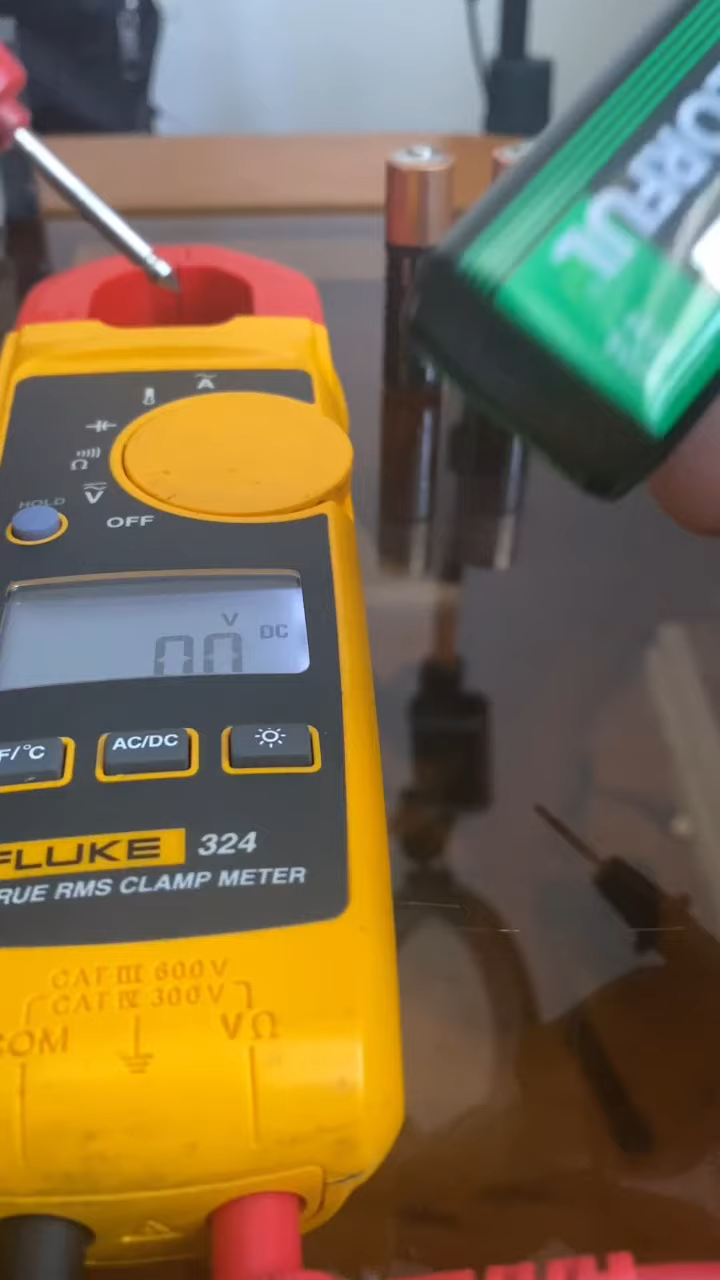 ORFUL
A
HOLD
Ω
V
OFF
V
DC
00
F/°C
AC/DC
FLUKE 324
RUE RMS CLAMP METER
CAT III 600V
CAT IV 300V
COM
VΩ